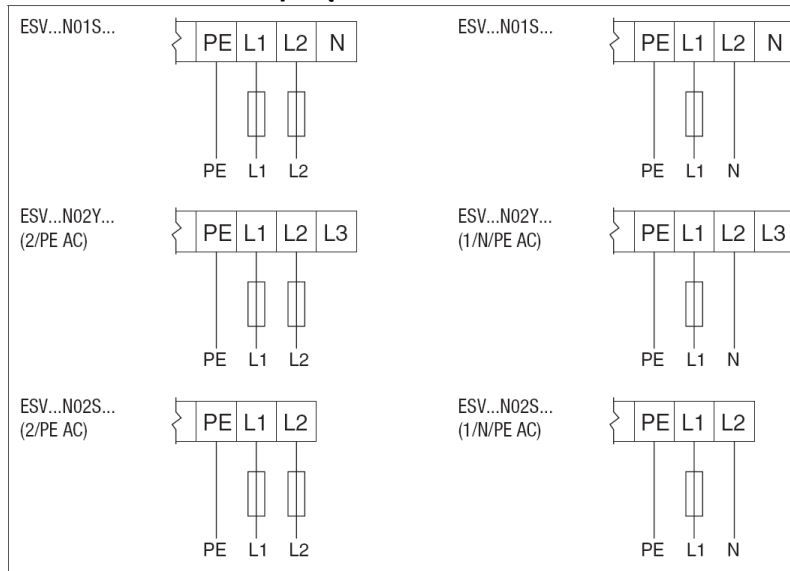 ESV...N01S...
PE L1 L2 N
PE L1 L2
ESV...N01S...
PE L1 L2 N
PE L1 N
ESV...N02Y...
(2/PE AC)
PE L1 L2 L3
PE L1 L2
ESV...N02Y...
(1/N/PE AC)
PE L1 L2 L3
PE L1 N
ESV...N02S...
(2/PE AC)
PE L1 L2
PE L1 L2
ESV...N02S...
(1/N/PE AC)
PE L1 L2
PE L1 N